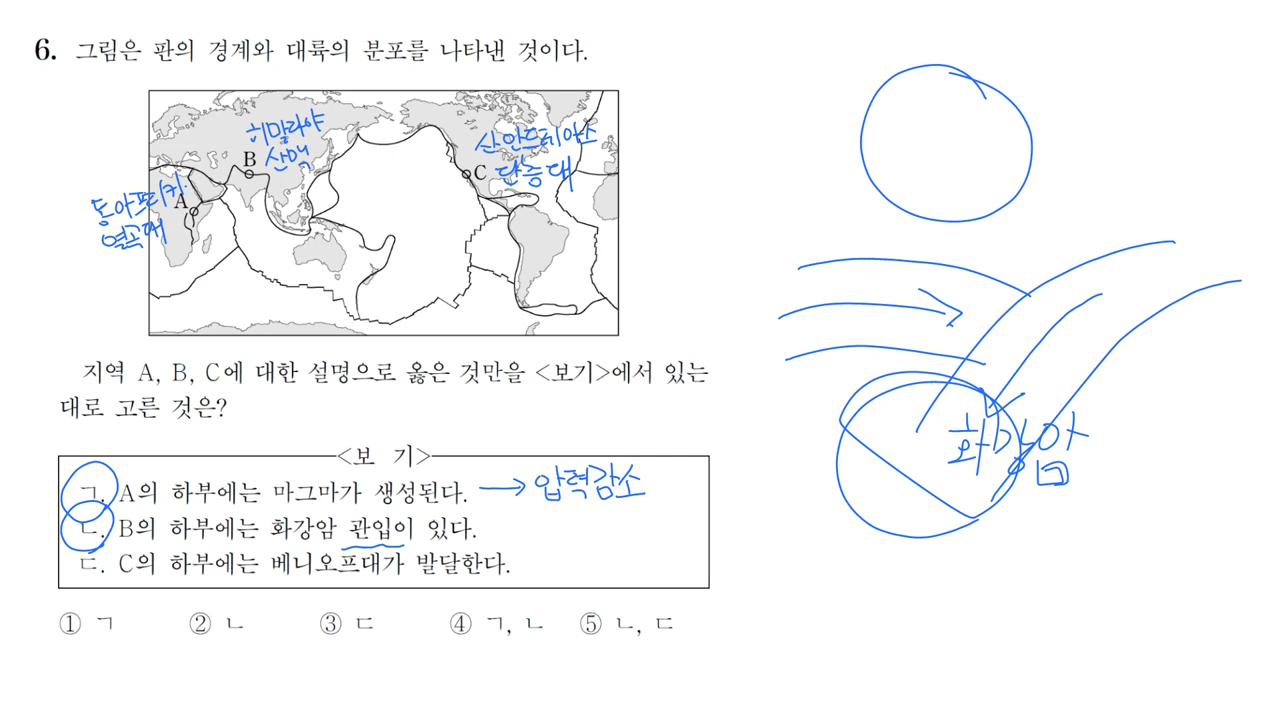 6. 그림은 판의 경계와 대륙의 분포를 나타낸 것이다.
히말라야
산맥
B
산안드레아스
단층대
C
동아프리카
열곡대
A
지역 A, B, C에 대한 설명으로 옳은 것만을 <보기>에서 있는
대로 고른 것은?
<보 기>
ㄱ. A의 하부에는 마그마가 생성된다. → 압력감소
ㄴ. B의 하부에는 화강암 관입이 있다.
ㄷ. C의 하부에는 베니오프대가 발달한다.
① ㄱ ② ㄴ ③ ㄷ ④ ㄱ, ㄴ ⑤ ㄴ, ㄷ
화강암